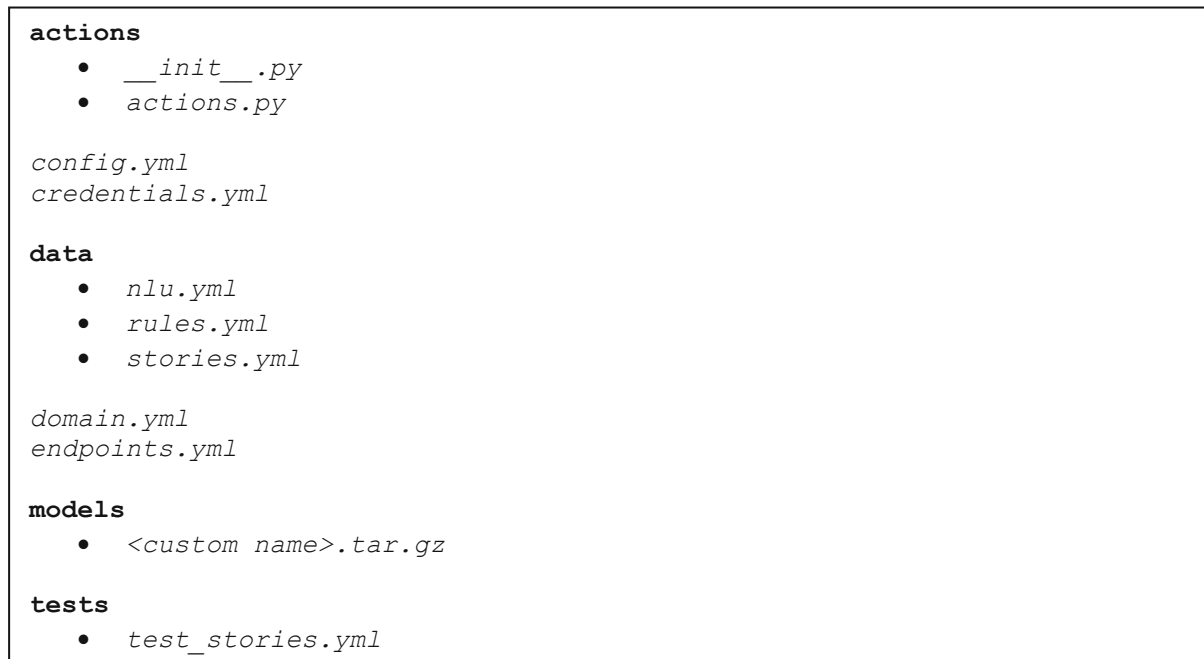 actions
• __init__.py
• actions.py
config.yml
credentials.yml
data
• nlu.yml
• rules.yml
• stories.yml
domain.yml
endpoints.yml
models
• <custom name>.tar.gz
tests
• test_stories.yml